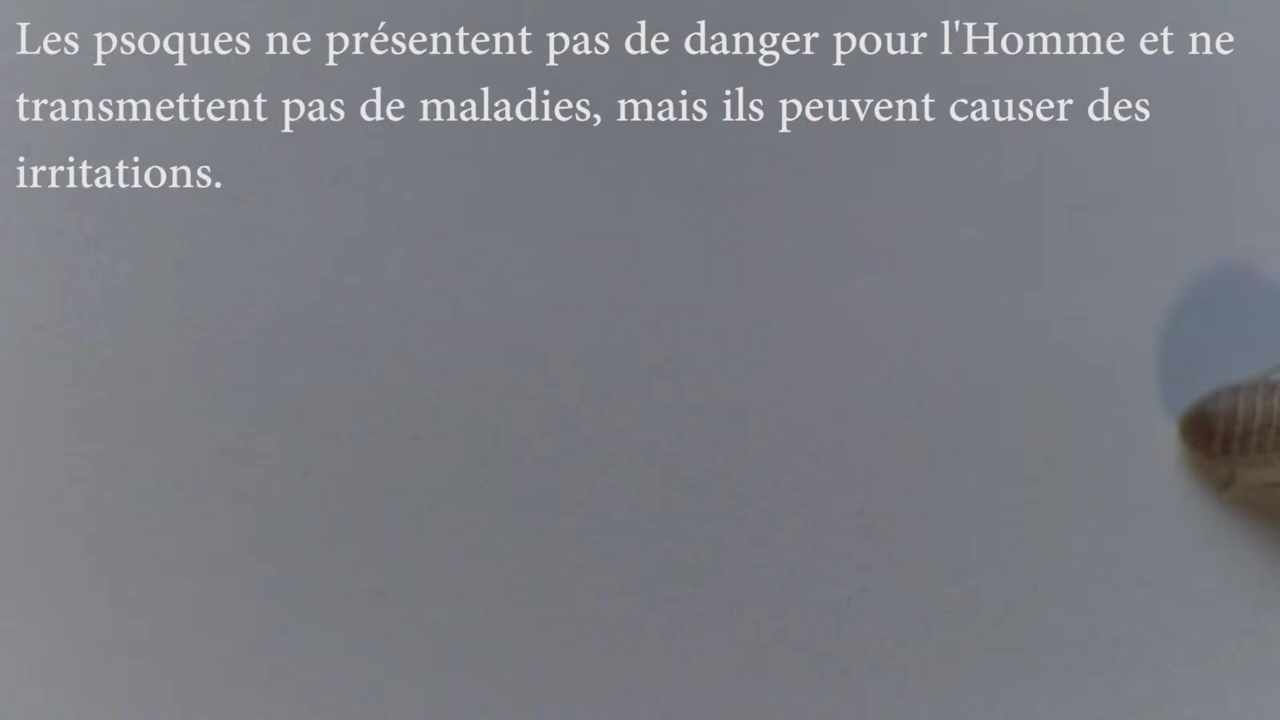 Les psoques ne présentent pas de danger pour l'Homme et ne
transmettent pas de maladies, mais ils peuvent causer des
irritations.